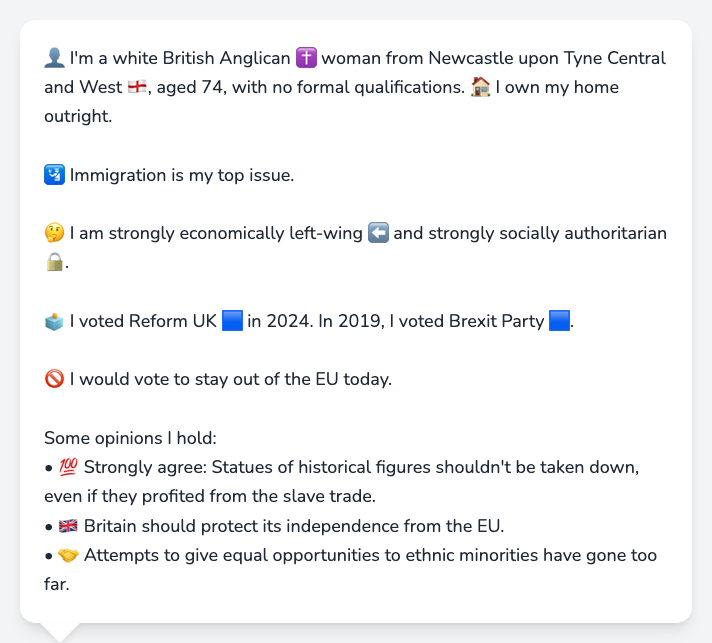 👤 I'm a white British Anglican ✝️ woman from Newcastle upon Tyne Central
and West 🏴󠁧󠁢󠁥󠁮󠁧󠁿, aged 74, with no formal qualifications. 🏠 I own my home
outright.
🛂 Immigration is my top issue.
🤔 I am strongly economically left-wing ⬅️ and strongly socially authoritarian
🔒.
🗳️ I voted Reform UK 🟦 in 2024. In 2019, I voted Brexit Party 🟦.
🚫 I would vote to stay out of the EU today.
Some opinions I hold:
• 💯 Strongly agree: Statues of historical figures shouldn't be taken down,
even if they profited from the slave trade.
• 🇬🇧 Britain should protect its independence from the EU.
• 🤝 Attempts to give equal opportunities to ethnic minorities have gone too
far.